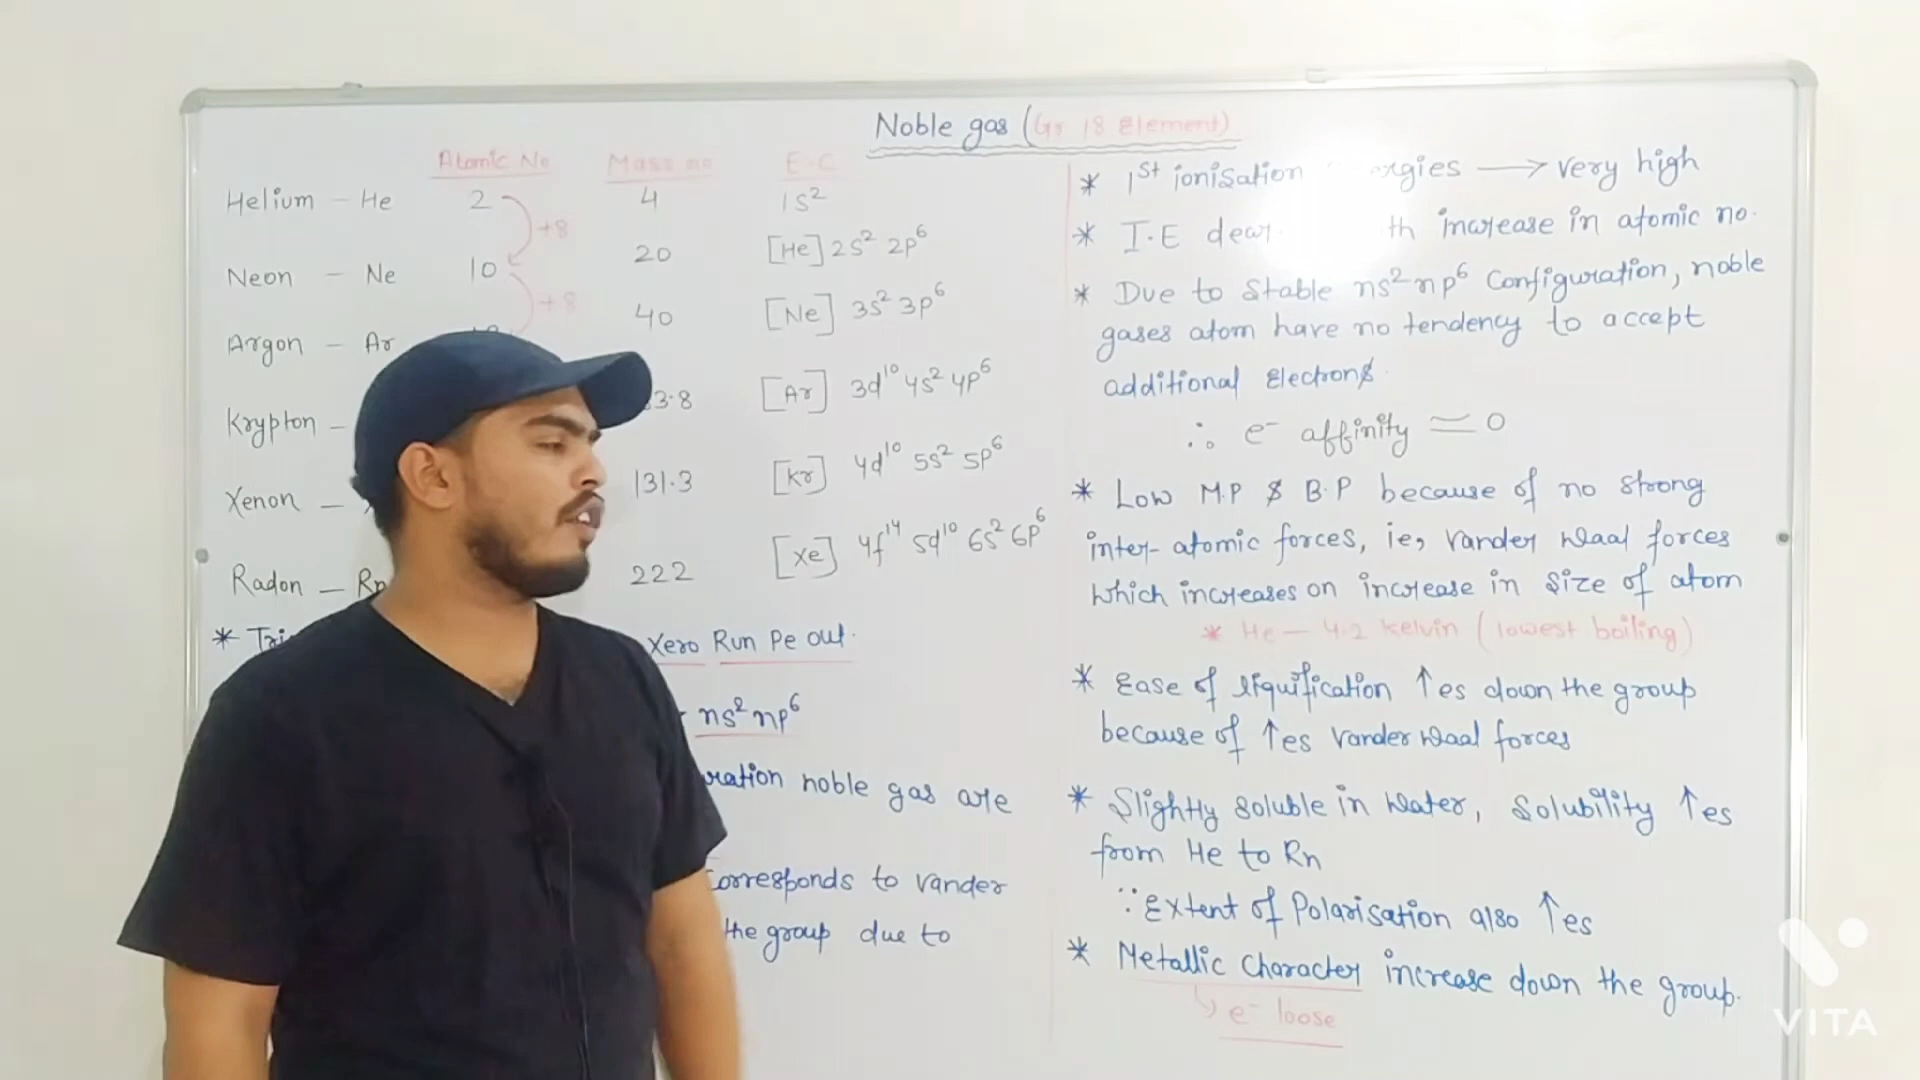 Noble gas (Gr 18 Element)
Atomic No Mass no E.C
Helium – He 2 4 1s²
+8
Neon – Ne 10 20 [He] 2s² 2p⁶
+8
Argon – Ar 40 [Ne] 3s² 3p⁶
Krypton – 3.8 [Ar] 3d¹⁰ 4s² 4p⁶
Xenon – 131.3 [Kr] 4d¹⁰ 5s² 5p⁶
Radon – Rn 222 [Xe] 4f¹⁴ 5d¹⁰ 6s² 6p⁶
* Xero Run Pe out.
ns² np⁶
noble gas are
Corresponds to vander
the group due to
* 1st ionisation → very high
* I.E increase in atomic no.
* Due to stable ns² np⁶ Configuration, noble
gases atom have no tendency to accept
additional Electrons.
∴ e⁻ affinity ≃ 0
* Low M.P & B.P because of no strong
inter-atomic forces, ie, vander waal forces
which increases on increase in size of atom
* He – 4.2 kelvin (lowest boiling)
* Ease of liquification ↑es down the group
because of ↑es vander waal forces
* Slightly soluble in water, solubility ↑es
from He to Rn
∵ Extent of Polarisation also ↑es
* Metallic Character increase down the group.
↳ e⁻ loose
VITA